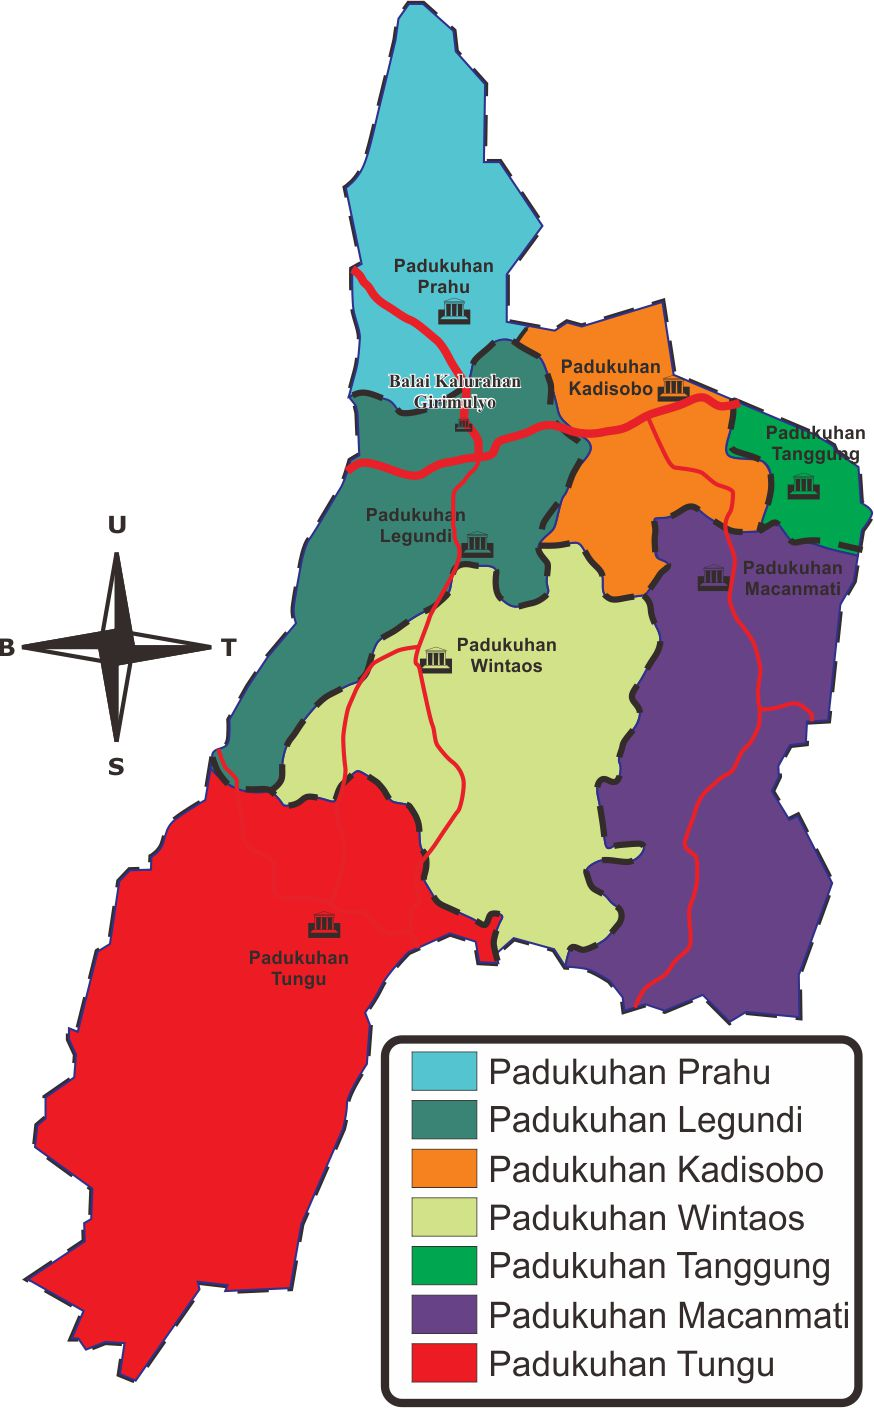 Padukuhan
Prahu
Padukuhan
Kadisobo
Balai Kalurahan
Girimulyo
Padukuhan
Tanggung
Padukuhan
Legundi
U
B
T
S
Padukuhan
Macanmati
Padukuhan
Wintaos
Padukuhan
Tungu
Padukuhan Prahu
Padukuhan Legundi
Padukuhan Kadisobo
Padukuhan Wintaos
Padukuhan Tanggung
Padukuhan Macanmati
Padukuhan Tungu